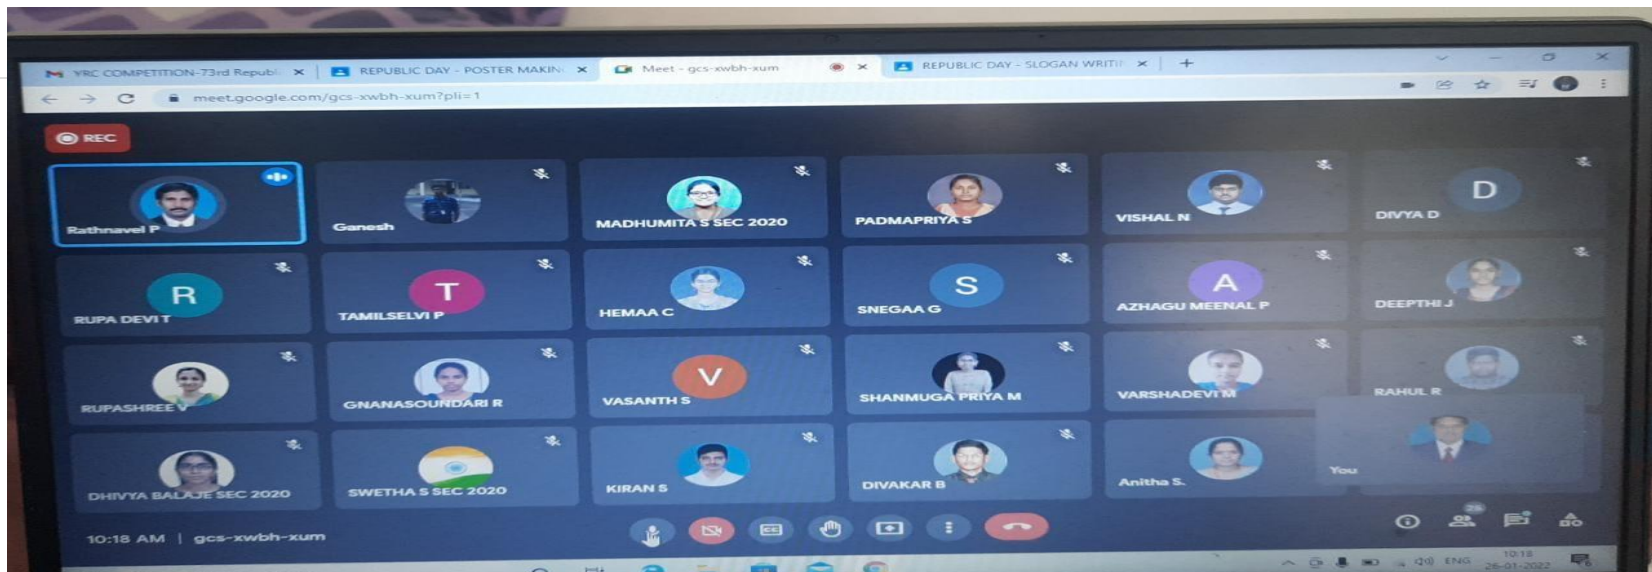 YRC COMPETITION-73rd Republ
REPUBLIC DAY - POSTER MAKIN
Meet - gcs-xwbh-xum
REPUBLIC DAY - SLOGAN WRITI
meet.google.com/gcs-xwbh-xum?pli=1
REC
Rathnavel P
Ganesh
MADHUMITA S SEC 2020
PADMAPRIYA S
VISHAL N
D
DIVYA D
R
RUPA DEVI T
T
TAMILSELVI P
HEMAA C
S
SNEGAA G
A
AZHAGU MEENAL P
DEEPTHI J
RUPASHREE V
GNANASOUNDARI R
V
VASANTH S
SHANMUGA PRIYA M
VARSHADEVI M
RAHUL R
DHIVYA BALAJE SEC 2020
SWETHA S SEC 2020
KIRAN S
DIVAKAR B
Anitha S.
You
10:18 AM | gcs-xwbh-xum
CC
ENG
10:18
26-01-2022